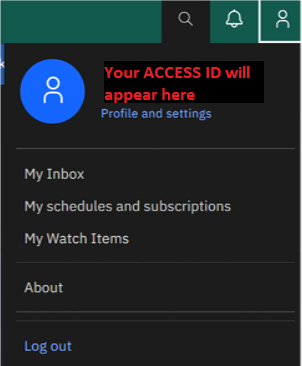 Your ACCESS ID will
appear here
Profile and settings
My Inbox
My schedules and subscriptions
My Watch Items
About
Log out